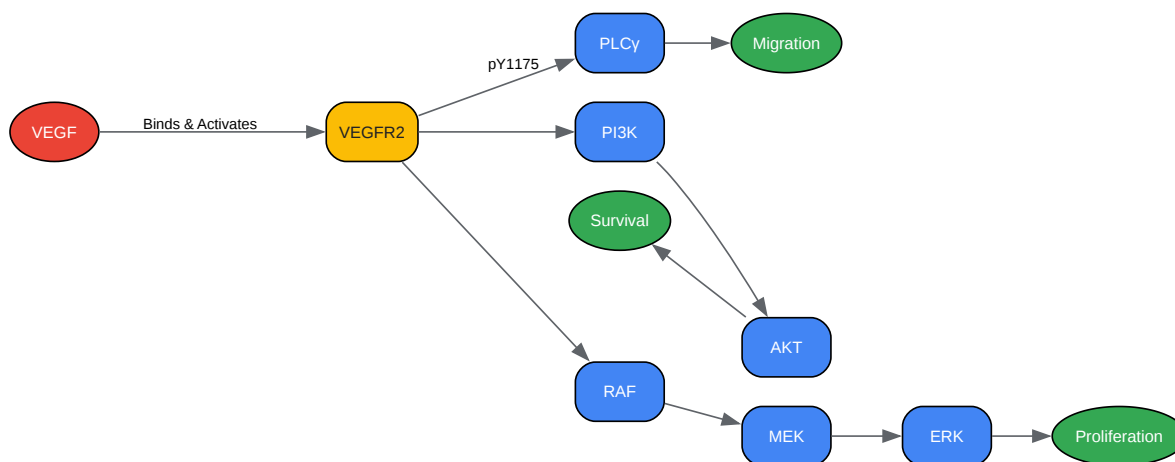 PLCγ
Migration
pY1175
VEGF
Binds & Activates
VEGFR2
PI3K
Survival
AKT
RAF
MEK
ERK
Proliferation